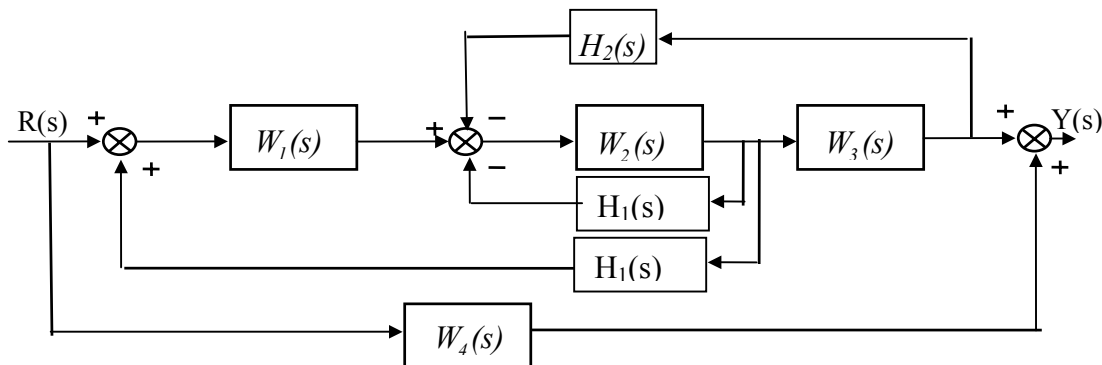 H₂(s)
R(s) + + − + Y(s)
W₁(s) W₂(s) W₃(s)
+ − +
H₁(s)
H₁(s)
W₄(s)